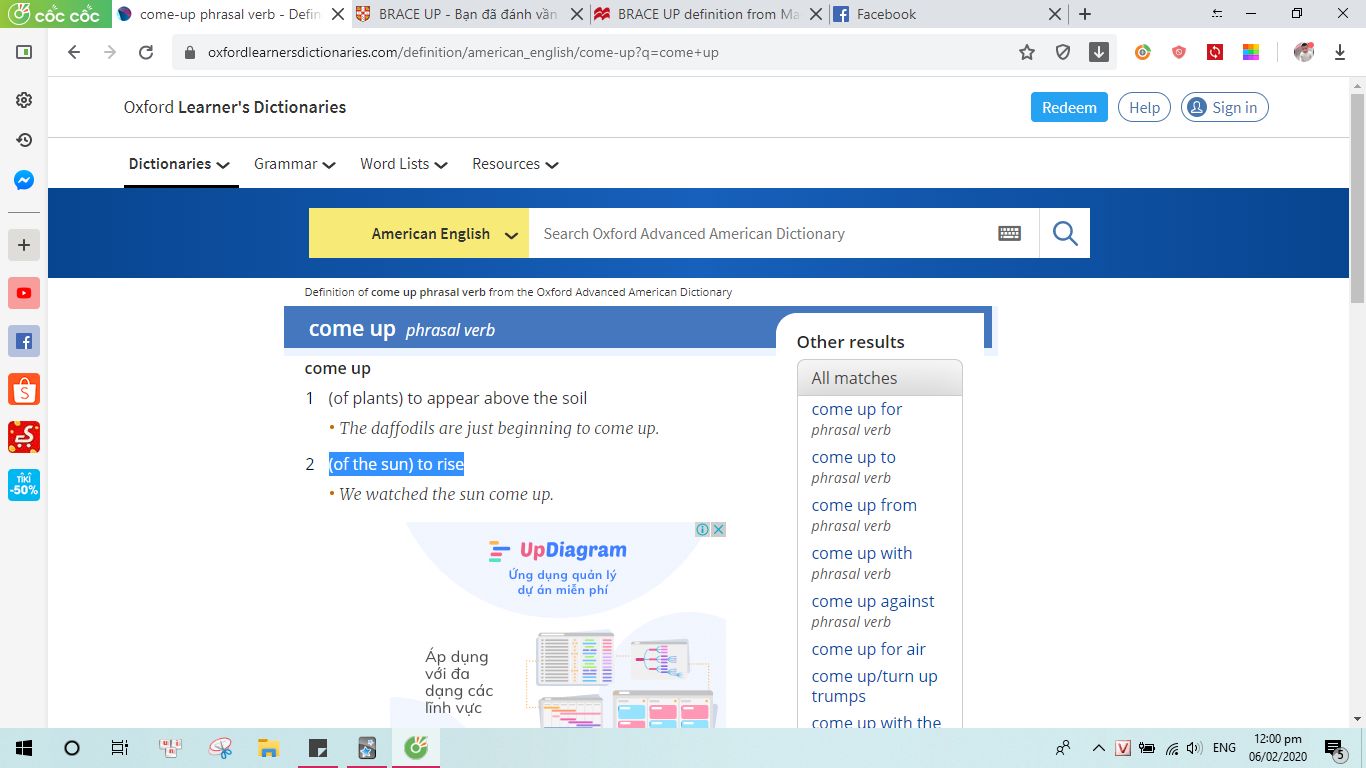 cốc cốc
come-up phrasal verb - Defin
BRACE UP - Bạn đã đánh vần
BRACE UP definition from Ma
Facebook
oxfordlearnersdictionaries.com/definition/american_english/come-up?q=come+up
Oxford Learner's Dictionaries
Redeem
Help
Sign in
Dictionaries
Grammar
Word Lists
Resources
American English
Search Oxford Advanced American Dictionary
Definition of come up phrasal verb from the Oxford Advanced American Dictionary
come up phrasal verb
come up
1 (of plants) to appear above the soil
• The daffodils are just beginning to come up.
2 (of the sun) to rise
• We watched the sun come up.
UpDiagram
Ứng dụng quản lý
dự án miễn phí
Áp dụng
với đa
dạng các
lĩnh vực
Other results
All matches
come up for
phrasal verb
come up to
phrasal verb
come up from
phrasal verb
come up with
phrasal verb
come up against
phrasal verb
come up for air
come up/turn up
trumps
come up with the
TIKI
-50%
ENG
12:00 pm
06/02/2020
5